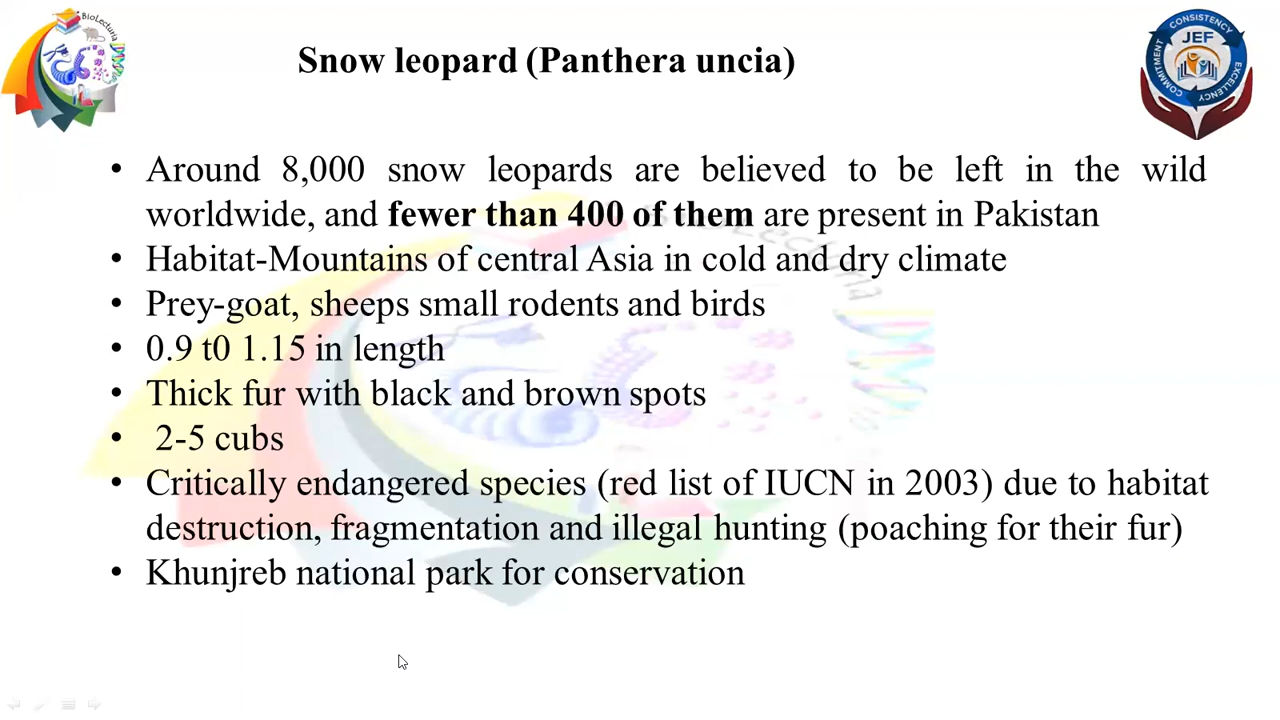 BioLecturia
Snow leopard (Panthera uncia)
CONSISTENCY
JEF
COMMITMENT
EXCELLENCY
• Around 8,000 snow leopards are believed to be left in the wild
worldwide, and fewer than 400 of them are present in Pakistan
• Habitat-Mountains of central Asia in cold and dry climate
• Prey-goat, sheeps small rodents and birds
• 0.9 t0 1.15 in length
• Thick fur with black and brown spots
• 2-5 cubs
• Critically endangered species (red list of IUCN in 2003) due to habitat
destruction, fragmentation and illegal hunting (poaching for their fur)
• Khunjreb national park for conservation
BioLecturia